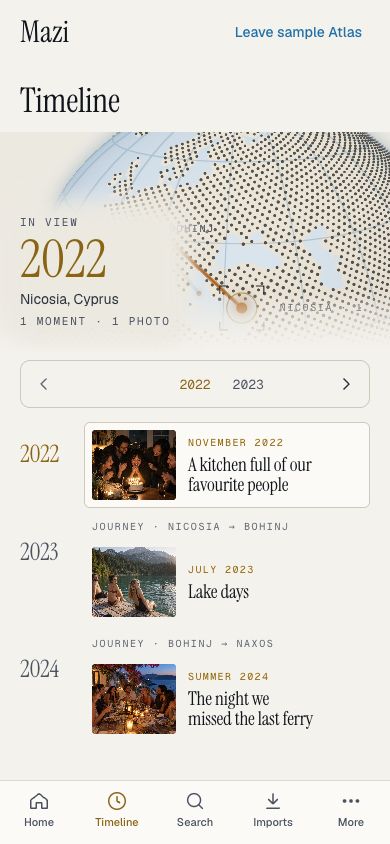 Mazi
Leave sample Atlas
Timeline
IN VIEW
2022
Nicosia, Cyprus
1 MOMENT · 1 PHOTO
2022 2023
2022
NOVEMBER 2022
A kitchen full of our
favourite people
JOURNEY · NICOSIA → BOHINJ
2023
JULY 2023
Lake days
JOURNEY · BOHINJ → NAXOS
2024
SUMMER 2024
The night we
missed the last ferry
Home
Timeline
Search
Imports
More